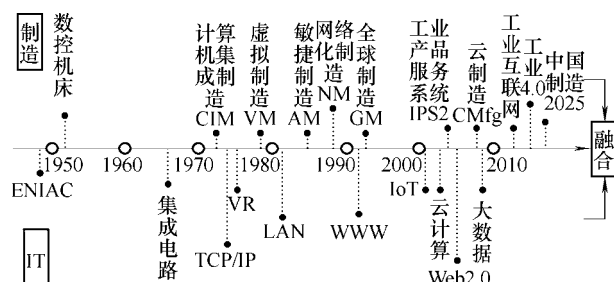 制造
数控机床
计算机集成制造
CIM
虚拟制造
VM
敏捷制造
AM
网络化制造
NM
全球制造
GM
工业产品服务系统
IPS2
云制造
CMfg
工业互联网
工业4.0
中国制造2025
1950
1960
1970
1980
1990
2000
2010
融合
ENIAC
集成电路
TCP/IP
VR
LAN
WWW
IoT
云计算
Web2.0
大数据
IT